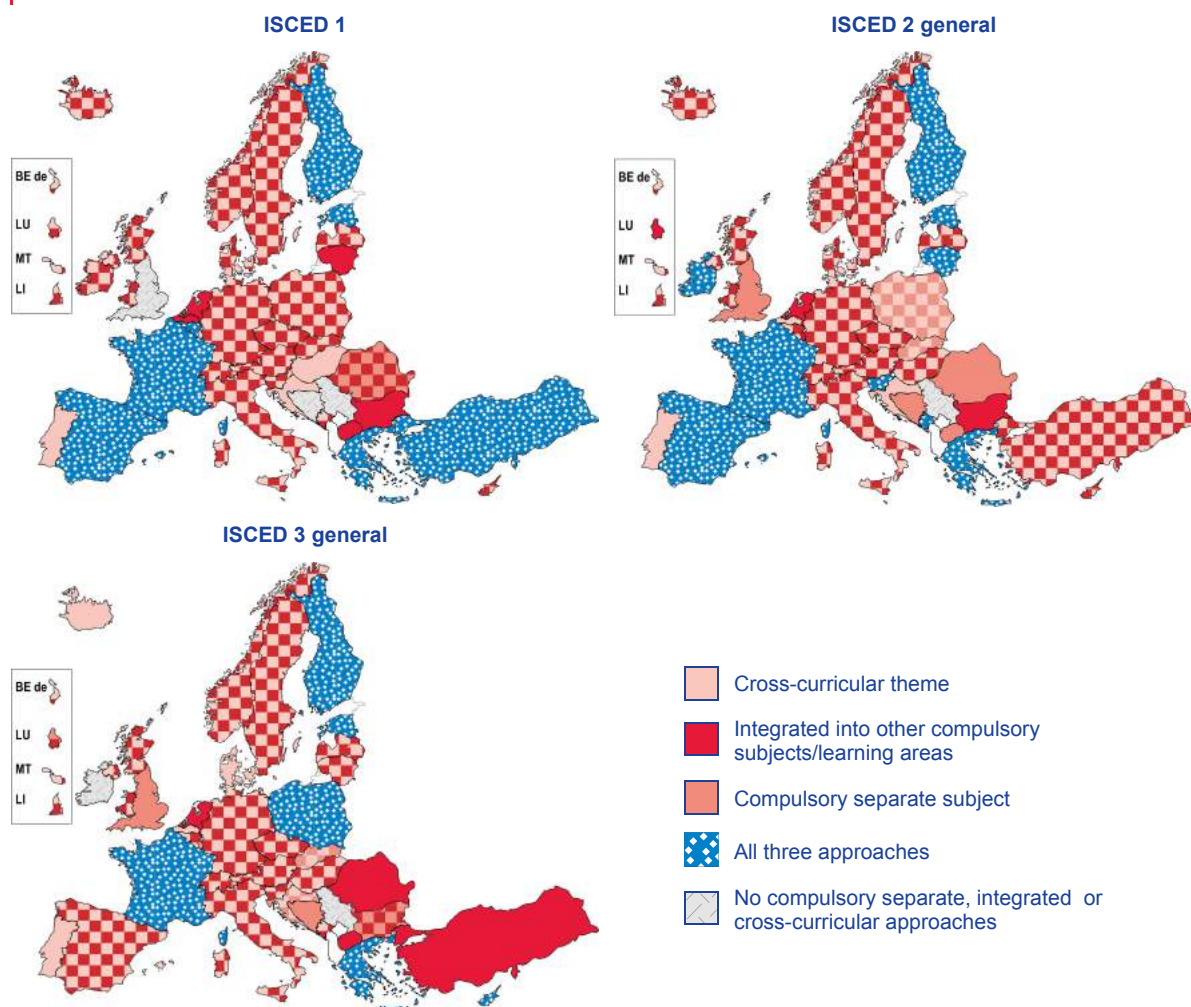 ISCED 1
ISCED 2 general
BE de
LU
MT
LI
BE de
LU
MT
LI
ISCED 3 general
BE de
LU
MT
LI
Cross-curricular theme
Integrated into other compulsory
subjects/learning areas
Compulsory separate subject
All three approaches
No compulsory separate, integrated or
cross-curricular approaches